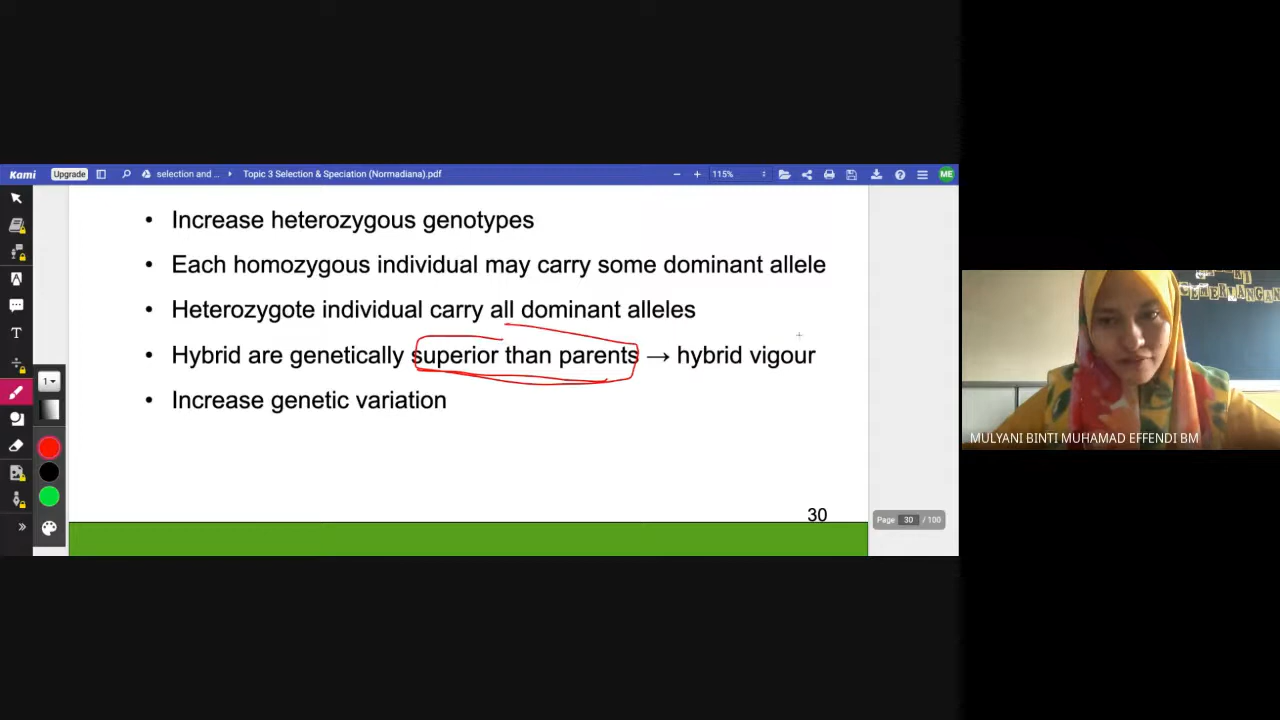 Kami
Upgrade
selection and ...
Topic 3 Selection & Speciation (Normadiana).pdf
115%
ME
• Increase heterozygous genotypes
• Each homozygous individual may carry some dominant allele
• Heterozygote individual carry all dominant alleles
• Hybrid are genetically superior than parents → hybrid vigour
• Increase genetic variation
30
Page 30 / 100
1
MULYANI BINTI MUHAMAD EFFENDI BM